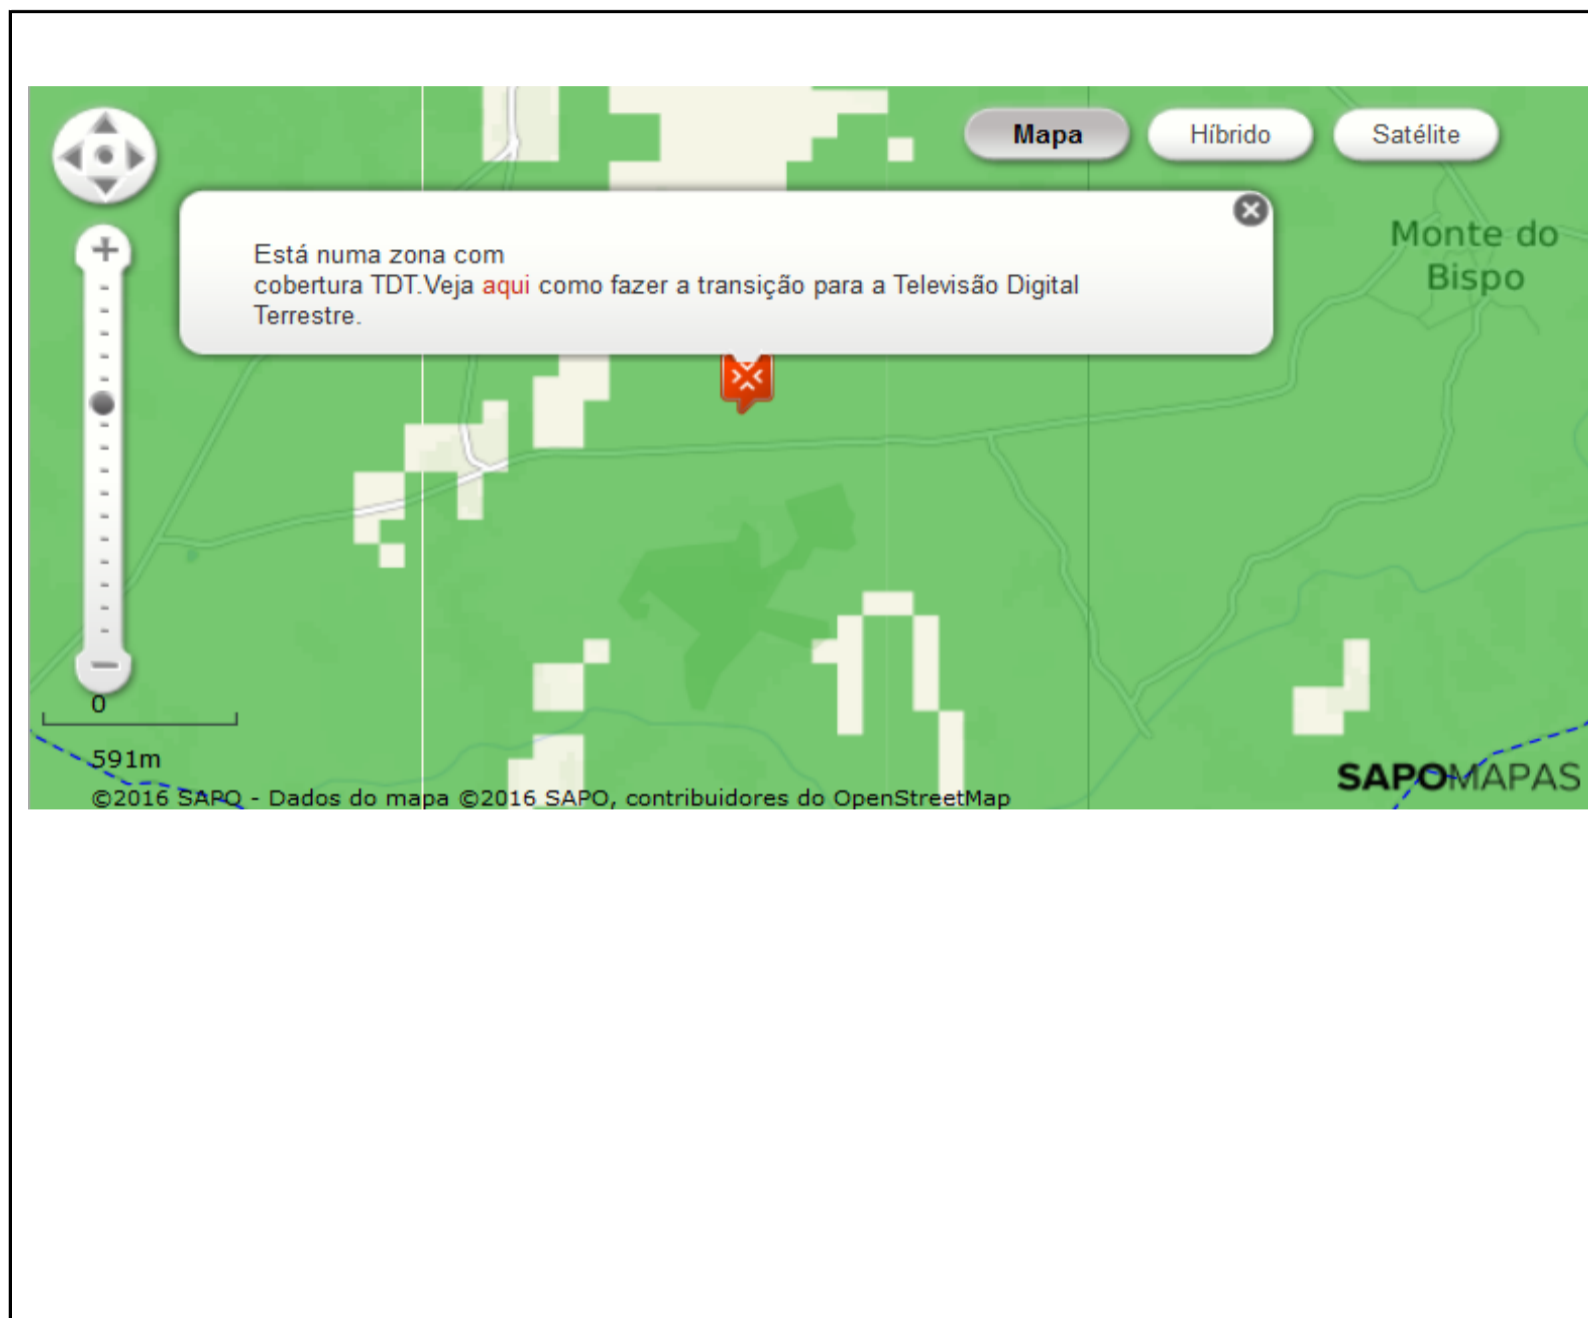 Mapa
Híbrido
Satélite
Monte do
Bispo
Está numa zona com
cobertura TDT.Veja aqui como fazer a transição para a Televisão Digital
Terrestre.
0
591m
SAPOMAPAS
©2016 SAPO - Dados do mapa ©2016 SAPO, contribuidores do OpenStreetMap